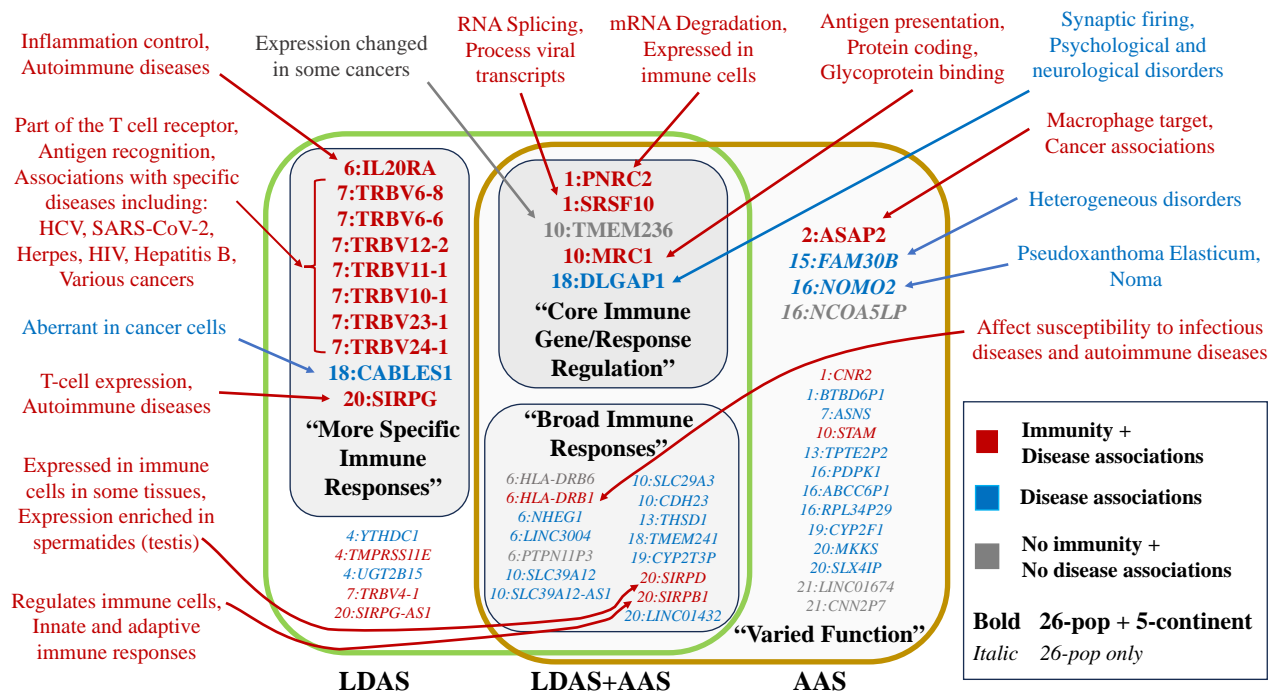 Inflammation control,
Autoimmune diseases
Expression changed
in some cancers
RNA Splicing,
Process viral
transcripts
mRNA Degradation,
Expressed in
immune cells
Antigen presentation,
Protein coding,
Glycoprotein binding
Synaptic firing,
Psychological and
neurological disorders
Part of the T cell receptor,
Antigen recognition,
Associations with specific
diseases including:
HCV, SARS-CoV-2,
Herpes, HIV, Hepatitis B,
Various cancers
Aberrant in cancer cells
T-cell expression,
Autoimmune diseases
Expressed in immune
cells in some tissues,
Expression enriched in
spermatides (testis)
Regulates immune cells,
Innate and adaptive
immune responses
6:IL20RA
7:TRBV6-8
7:TRBV6-6
7:TRBV12-2
7:TRBV11-1
7:TRBV10-1
7:TRBV23-1
7:TRBV24-1
18:CABLES1
20:SIRPG
“More Specific
Immune
Responses”
4:YTHDC1
4:TMPRSS11E
4:UGT2B15
7:TRBV4-1
20:SIRPG-AS1
1:PNRC2
1:SRSF10
10:TMEM236
10:MRC1
18:DLGAP1
“Core Immune
Gene/Response
Regulation”
“Broad Immune
Responses”
6:HLA-DRB6
6:HLA-DRB1
6:NHEG1
6:LINC3004
6:PTPN11P3
10:SLC39A12
10:SLC39A12-AS1
10:SLC29A3
10:CDH23
13:THSD1
18:TMEM241
19:CYP2T3P
20:SIRPD
20:SIRPB1
20:LINC01432
2:ASAP2
15:FAM30B
16:NOMO2
16:NCOA5LP
1:CNR2
1:BTBD6P1
7:ASNS
10:STAM
13:TPTE2P2
16:PDPK1
16:ABCC6P1
16:RPL34P29
19:CYP2F1
20:MKKS
20:SLX4IP
21:LINC01674
21:CNN2P7
“Varied Function”
Macrophage target,
Cancer associations
Heterogeneous disorders
Pseudoxanthoma Elasticum,
Noma
Affect susceptibility to infectious
diseases and autoimmune diseases
Immunity +
Disease associations
Disease associations
No immunity +
No disease associations
Bold 26-pop + 5-continent
Italic 26-pop only
LDAS
LDAS+AAS
AAS